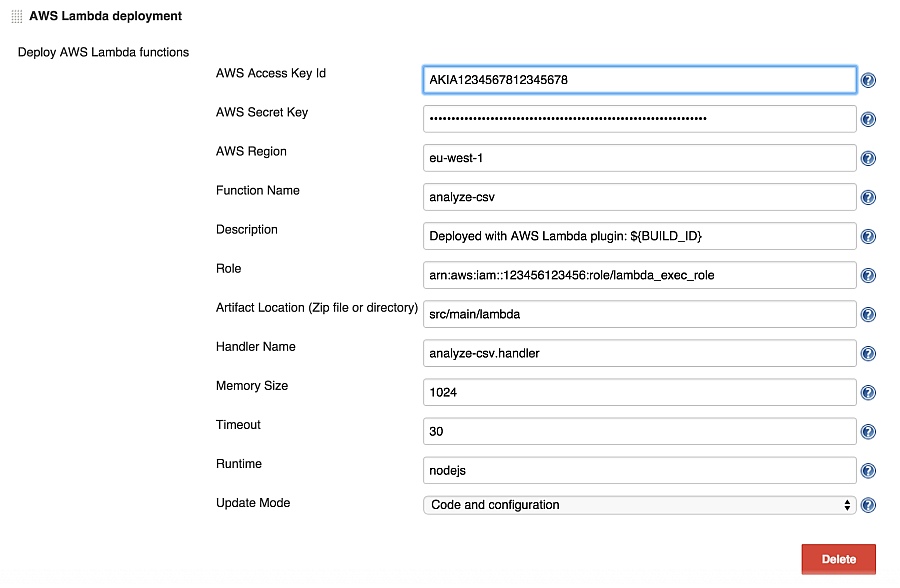 AWS Lambda deployment
Deploy AWS Lambda functions
AWS Access Key Id AKIA1234567812345678
AWS Secret Key ••••••••••••••••••••••••••••••••••••••••••••••••••••••••••••••••
AWS Region eu-west-1
Function Name analyze-csv
Description Deployed with AWS Lambda plugin: ${BUILD_ID}
Role arn:aws:iam::123456123456:role/lambda_exec_role
Artifact Location (Zip file or directory) src/main/lambda
Handler Name analyze-csv.handler
Memory Size 1024
Timeout 30
Runtime nodejs
Update Mode Code and configuration
Delete